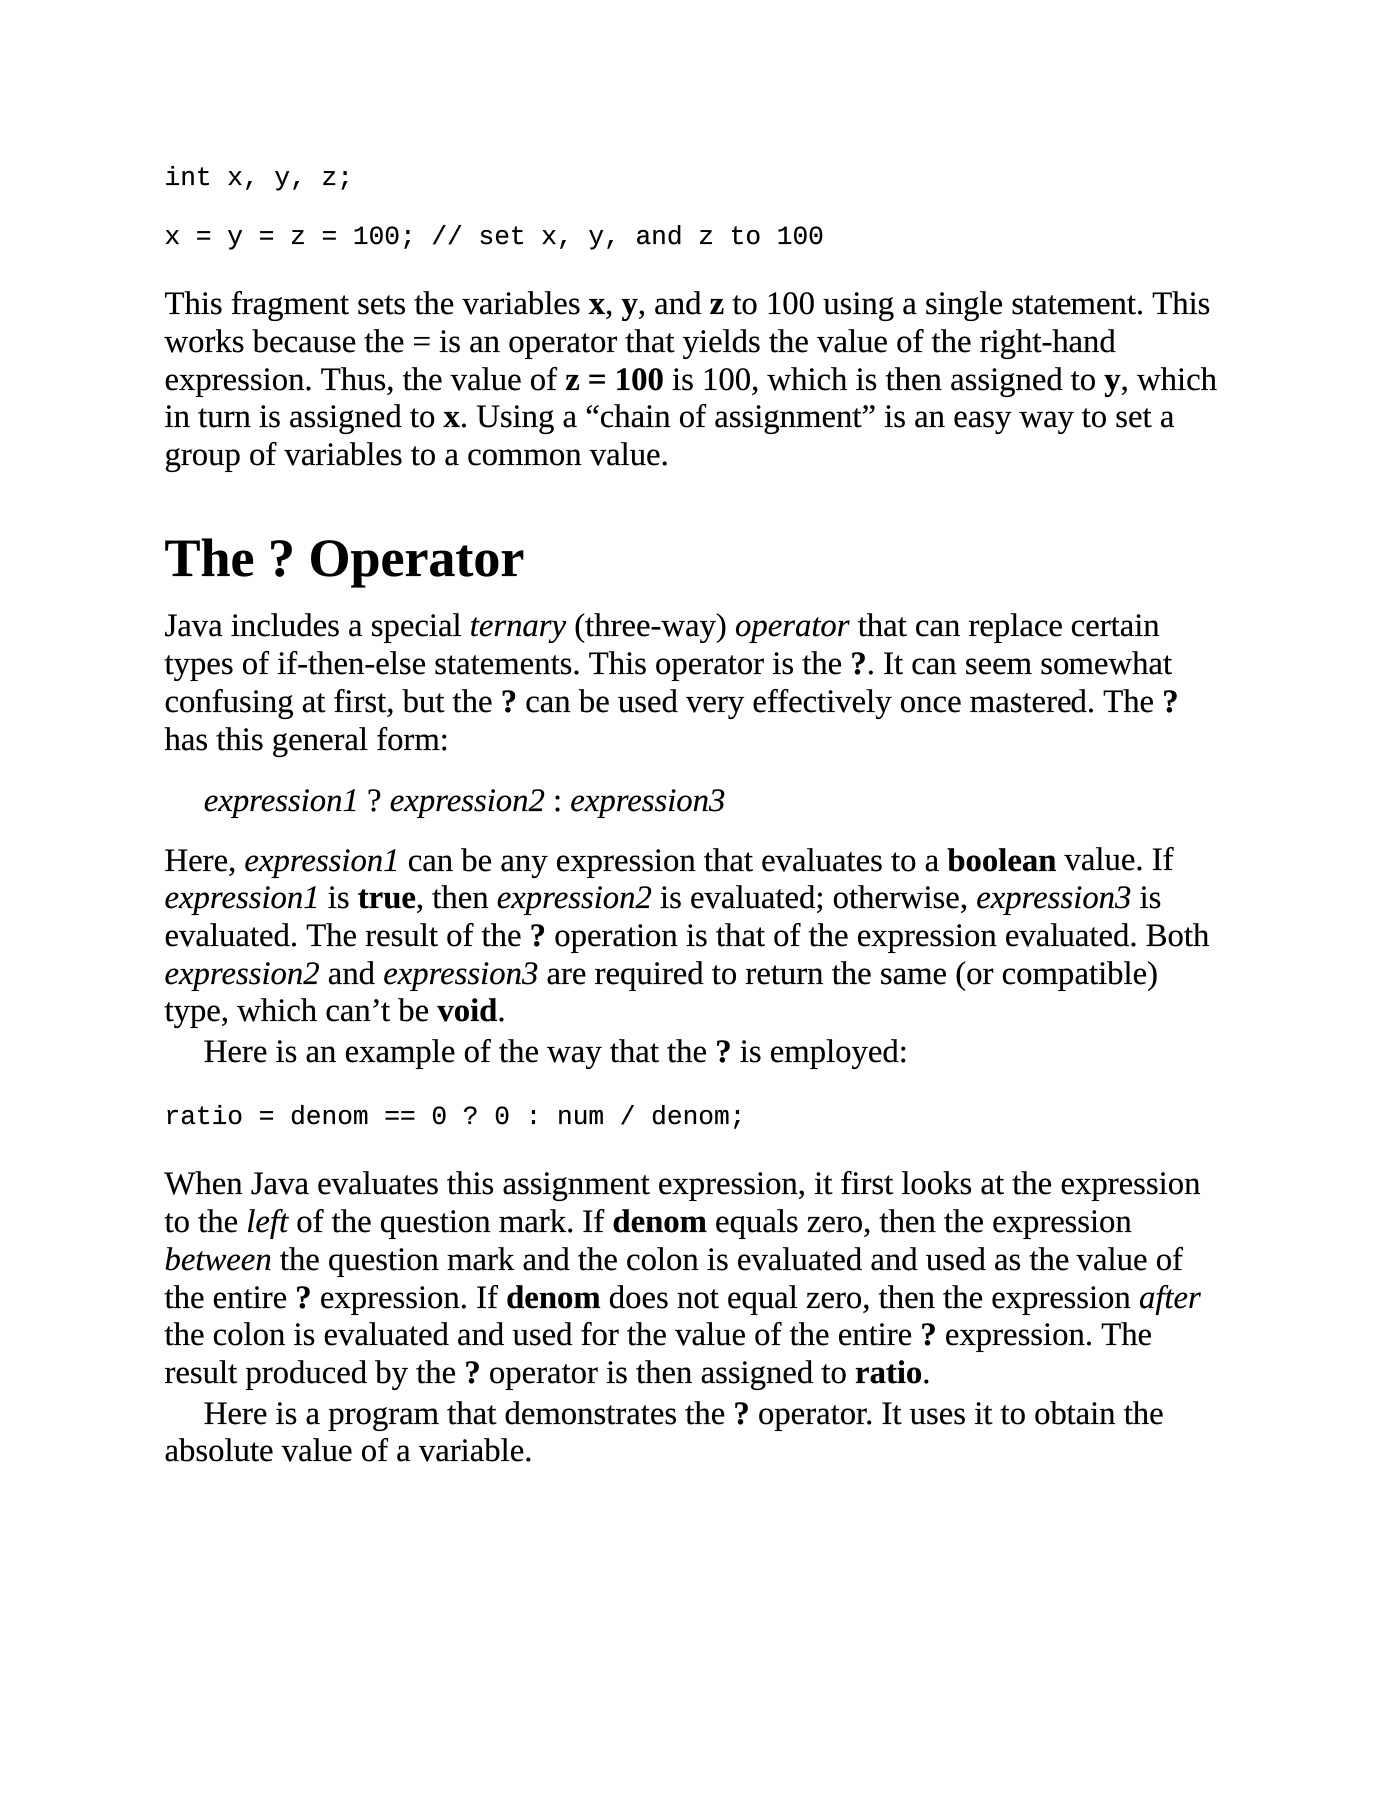 int x, y, z;
x = y = z = 100; // set x, y, and z to 100
This fragment sets the variables x, y, and z to 100 using a single statement. This
works because the = is an operator that yields the value of the right-hand
expression. Thus, the value of z = 100 is 100, which is then assigned to y, which
in turn is assigned to x. Using a “chain of assignment” is an easy way to set a
group of variables to a common value.
The ? Operator
Java includes a special ternary (three-way) operator that can replace certain
types of if-then-else statements. This operator is the ?. It can seem somewhat
confusing at first, but the ? can be used very effectively once mastered. The ?
has this general form:
expression1 ? expression2 : expression3
Here, expression1 can be any expression that evaluates to a boolean value. If
expression1 is true, then expression2 is evaluated; otherwise, expression3 is
evaluated. The result of the ? operation is that of the expression evaluated. Both
expression2 and expression3 are required to return the same (or compatible)
type, which can’t be void.
Here is an example of the way that the ? is employed:
ratio = denom == 0 ? 0 : num / denom;
When Java evaluates this assignment expression, it first looks at the expression
to the left of the question mark. If denom equals zero, then the expression
between the question mark and the colon is evaluated and used as the value of
the entire ? expression. If denom does not equal zero, then the expression after
the colon is evaluated and used for the value of the entire ? expression. The
result produced by the ? operator is then assigned to ratio.
Here is a program that demonstrates the ? operator. It uses it to obtain the
absolute value of a variable.